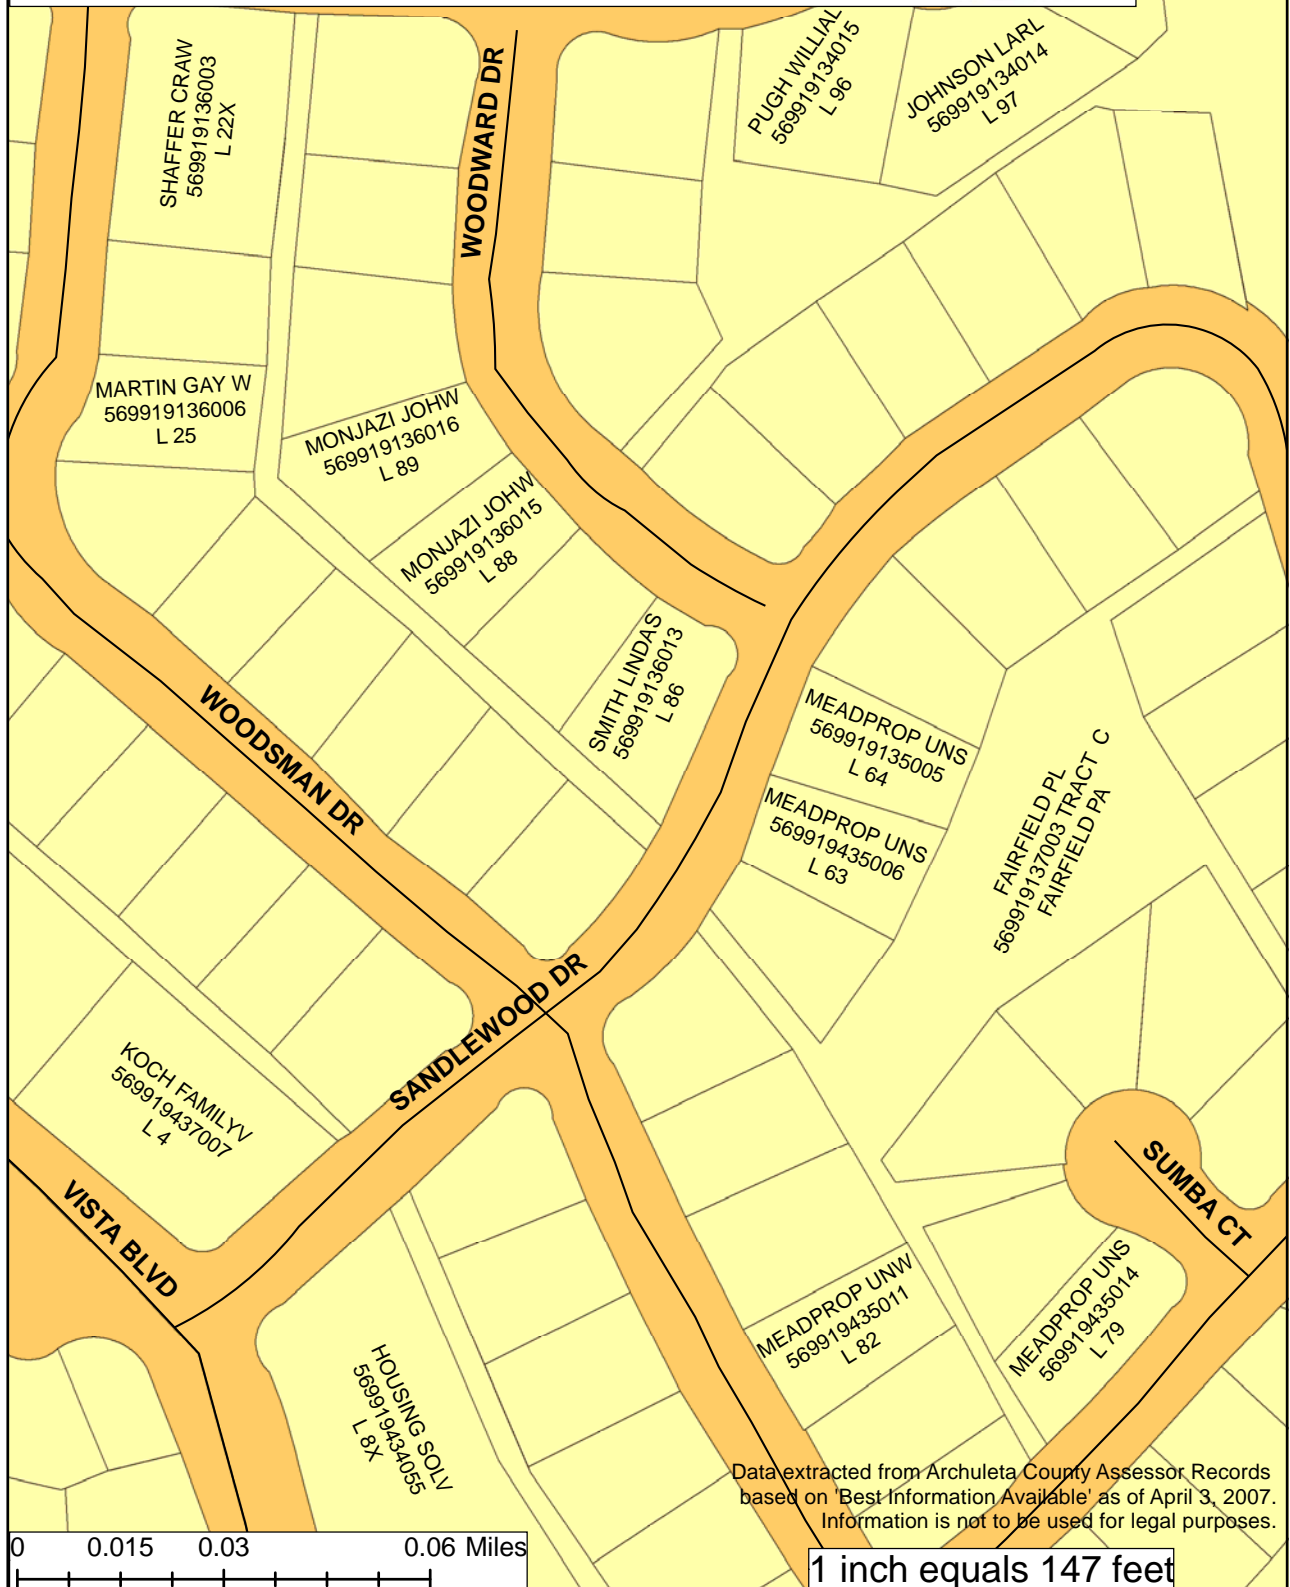 PUGH WILLIAL
569919134015
L 96
JOHNSON LARL
569919134014
L 97
SHAFFER CRAW
569919136003
L 22X
WOODWARD DR
MARTIN GAY W
569919136006
L 25
MONJAZI JOHW
569919136016
L 89
MONJAZI JOHW
569919136015
L 88
SMITH LINDAS
569919136013
L 86
MEADPROP UNS
569919135005
L 64
WOODSMAN DR
MEADPROP UNS
569919435006
L 63
FAIRFIELD PL
569919137003 TRACT C
FAIRFIELD PA
SANDLEWOOD DR
KOCH FAMILYV
569919437007
L 4
VISTA BLVD
SUMBA CT
MEADPROP UNW
569919435011
L 82
MEADPROP UNS
569919435014
L 79
HOUSING SOLV
569919434055
L 8X
Data extracted from Archuleta County Assessor Records
based on 'Best Information Available' as of April 3, 2007.
Information is not to be used for legal purposes.
0 0.015 0.03 0.06 Miles
1 inch equals 147 feet